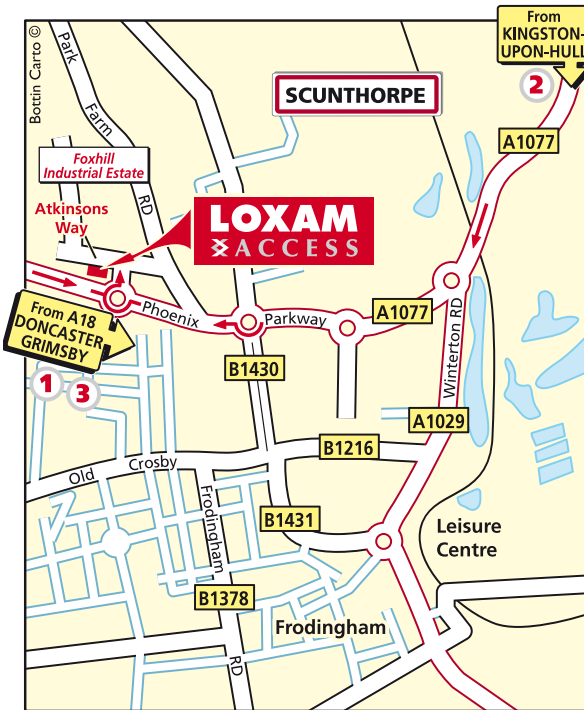 Bottin Carto ©
From
KINGSTON-
UPON-HULL
2
SCUNTHORPE
Park
Farm
RD
A1077
Foxhill
Industrial Estate
Atkinsons
Way
LOXAM
ACCESS
From A18
DONCASTER
GRIMSBY
1
3
Phoenix
Parkway
A1077
Winterton RD
B1430
A1029
B1216
Old
Crosby
Frodingham
RD
B1431
Leisure
Centre
B1378
Frodingham